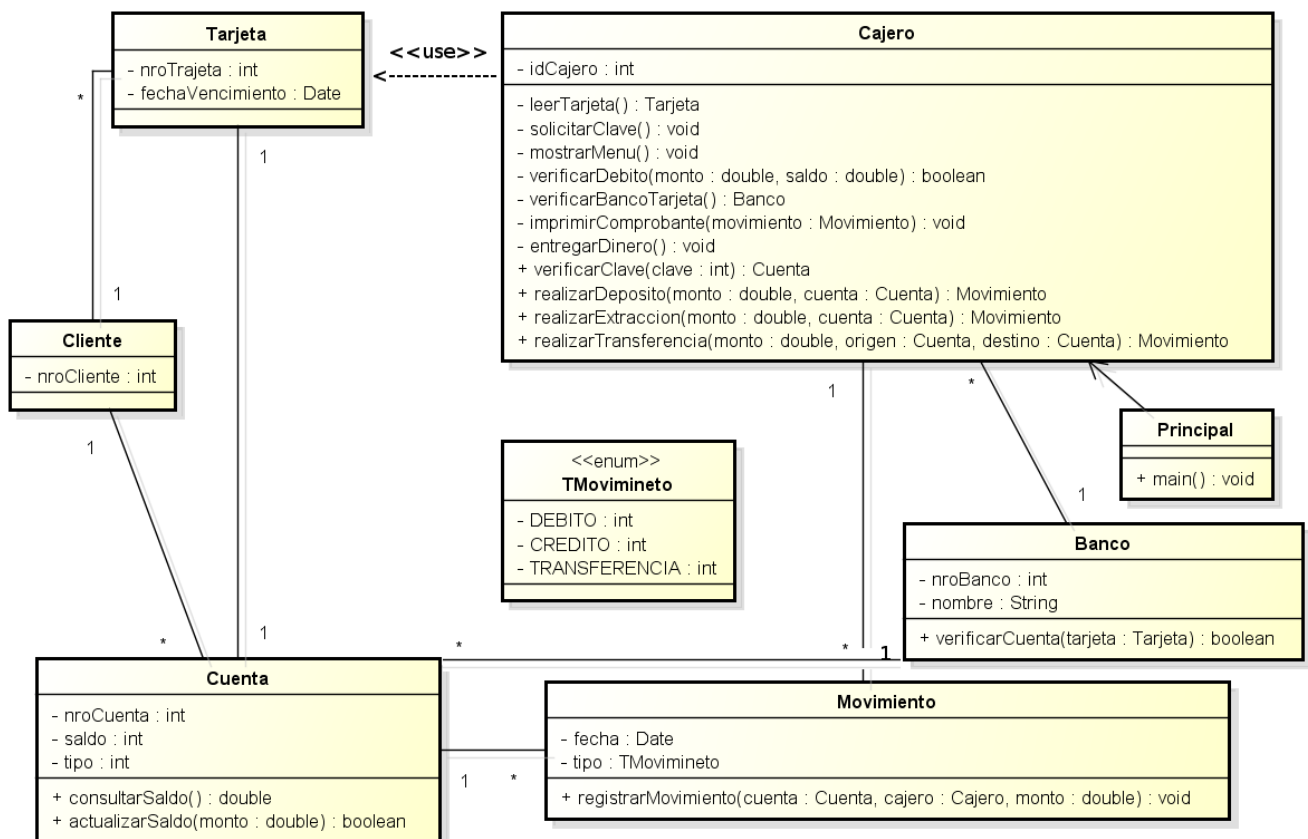 Tarjeta
- nroTrajeta : int
- fechaVencimiento : Date
<<use>>
Cajero
- idCajero : int
- leerTarjeta() : Tarjeta
- solicitarClave() : void
- mostrarMenu() : void
- verificarDebito(monto : double, saldo : double) : boolean
- verificarBancoTarjeta() : Banco
- imprimirComprobante(movimiento : Movimiento) : void
- entregarDinero() : void
+ verificarClave(clave : int) : Cuenta
+ realizarDeposito(monto : double, cuenta : Cuenta) : Movimiento
+ realizarExtraccion(monto : double, cuenta : Cuenta) : Movimiento
+ realizarTransferencia(monto : double, origen : Cuenta, destino : Cuenta) : Movimiento
*
1
1
Cliente
- nroCliente : int
1
1
*
Principal
+ main() : void
<<enum>>
TMovimineto
- DEBITO : int
- CREDITO : int
- TRANSFERENCIA : int
1
Banco
- nroBanco : int
- nombre : String
+ verificarCuenta(tarjeta : Tarjeta) : boolean
*
1
*
*
1
Cuenta
- nroCuenta : int
- saldo : int
- tipo : int
+ consultarSaldo() : double
+ actualizarSaldo(monto : double) : boolean
1
*
Movimiento
- fecha : Date
- tipo : TMovimineto
+ registrarMovimiento(cuenta : Cuenta, cajero : Cajero, monto : double) : void